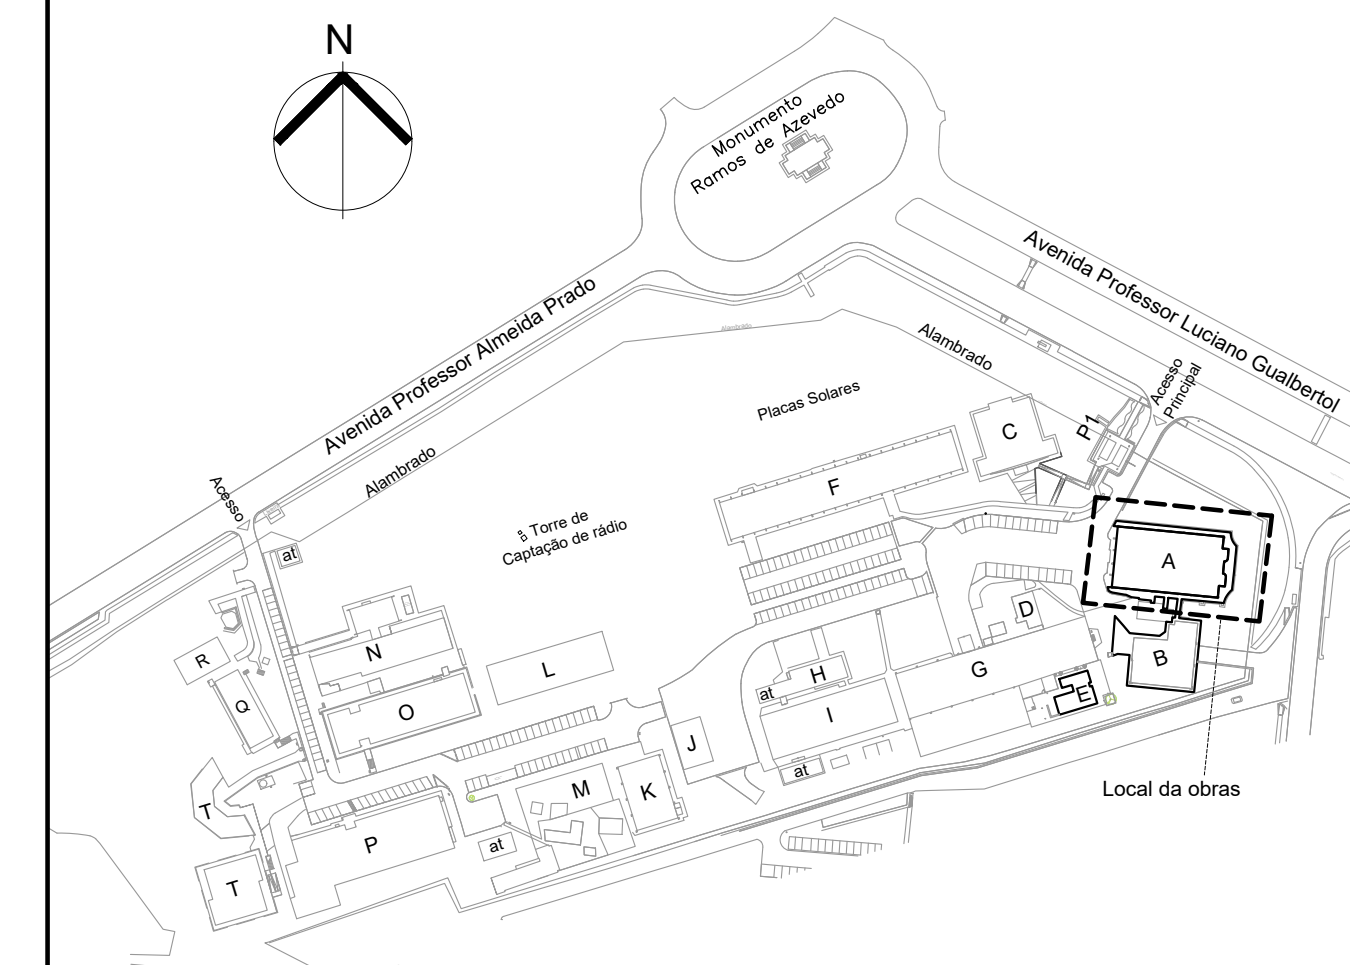 N
Monumento
Ramos de Azevedo
Avenida Professor Luciano Gualbertol
Avenida Professor Almeida Prado
Alambrado
Alambrado
Acesso
Principal
Placas Solares
P1
C
Alambrado
F
Acesso
Torre de
Captação de rádio
at
A
D
R
N
L
H
G
B
Q
O
at
E
I
J
at
Local da obras
T
M
K
P
at
T